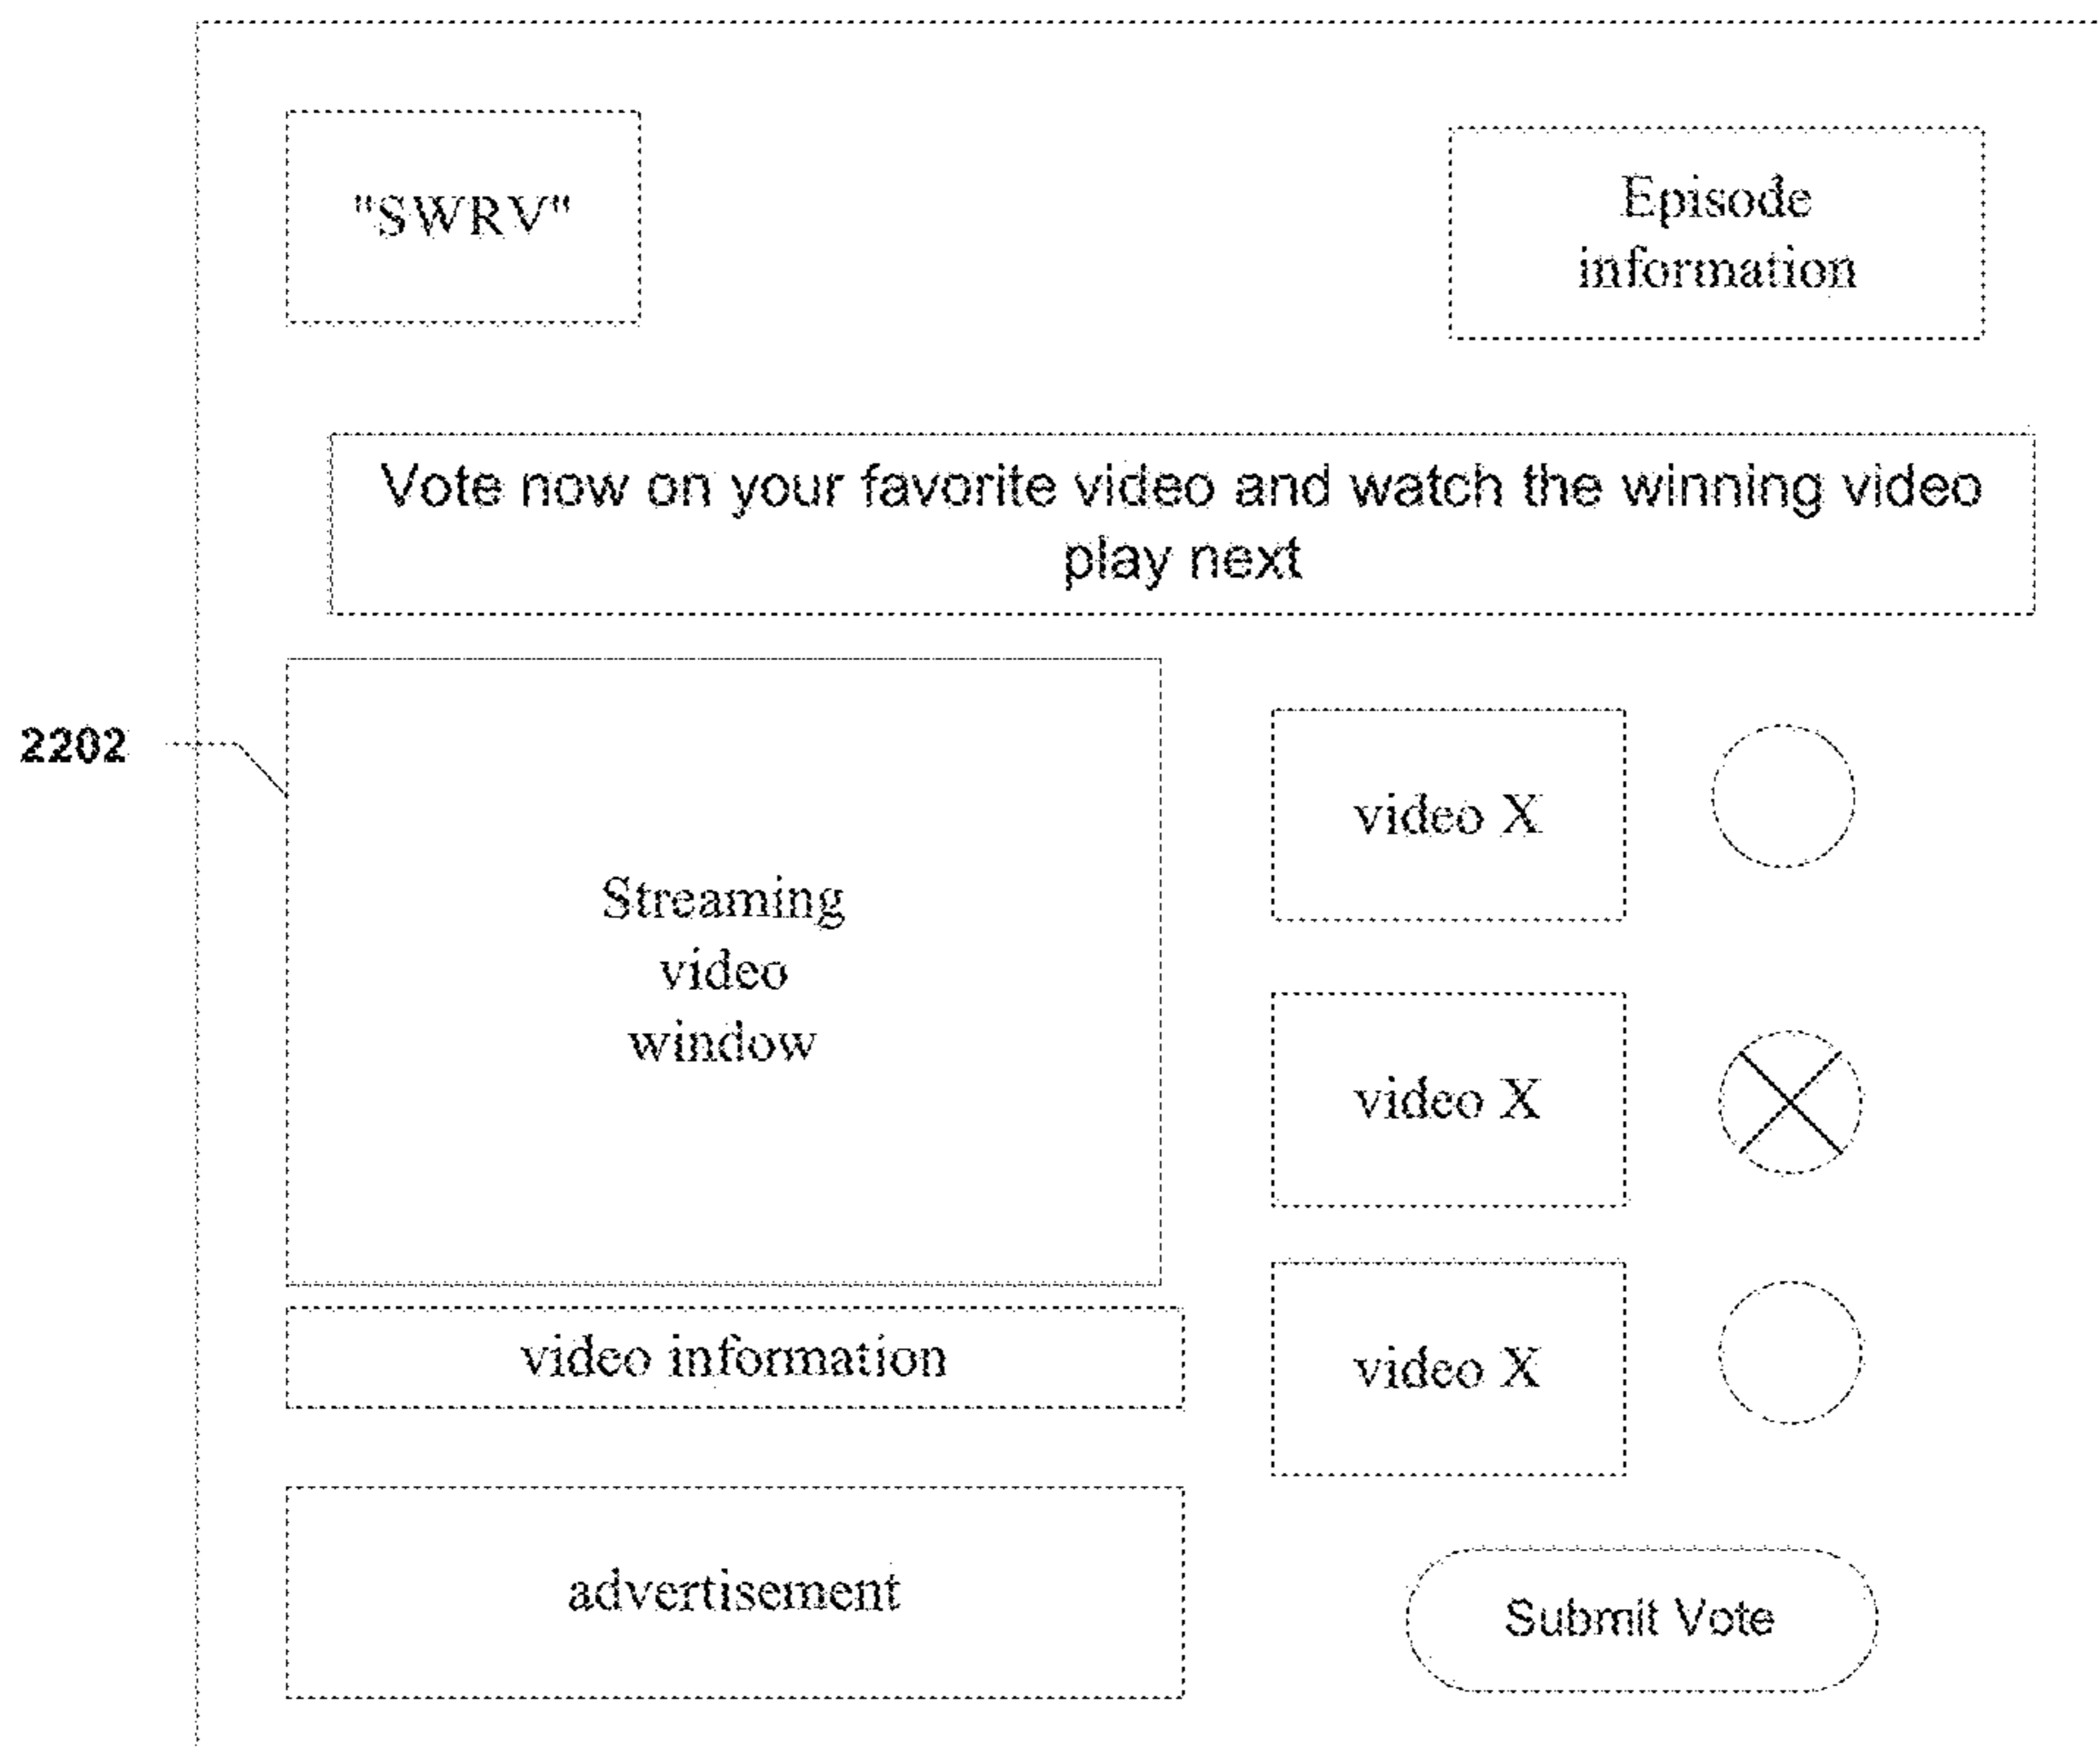 "SWRV"
Episode
information
Vote now on your favorite video and watch the winning video
play next
2202
Streaming
video
window
video X
video X
video X
video information
advertisement
Submit Vote